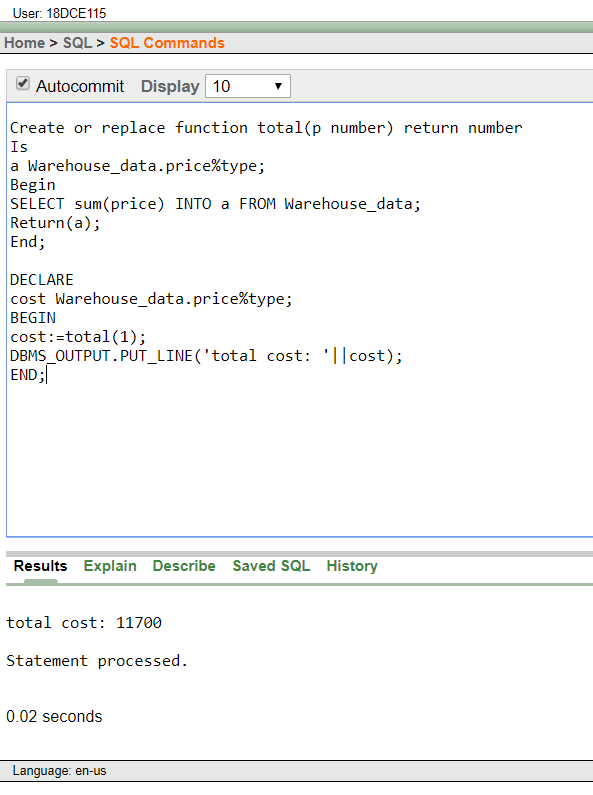 User: 18DCE115
Home > SQL > SQL Commands
Autocommit Display 10
Create or replace function total(p number) return number
Is
a Warehouse_data.price%type;
Begin
SELECT sum(price) INTO a FROM Warehouse_data;
Return(a);
End;
DECLARE
cost Warehouse_data.price%type;
BEGIN
cost:=total(1);
DBMS_OUTPUT.PUT_LINE('total cost: '||cost);
END;
Results Explain Describe Saved SQL History
total cost: 11700
Statement processed.
0.02 seconds
Language: en-us